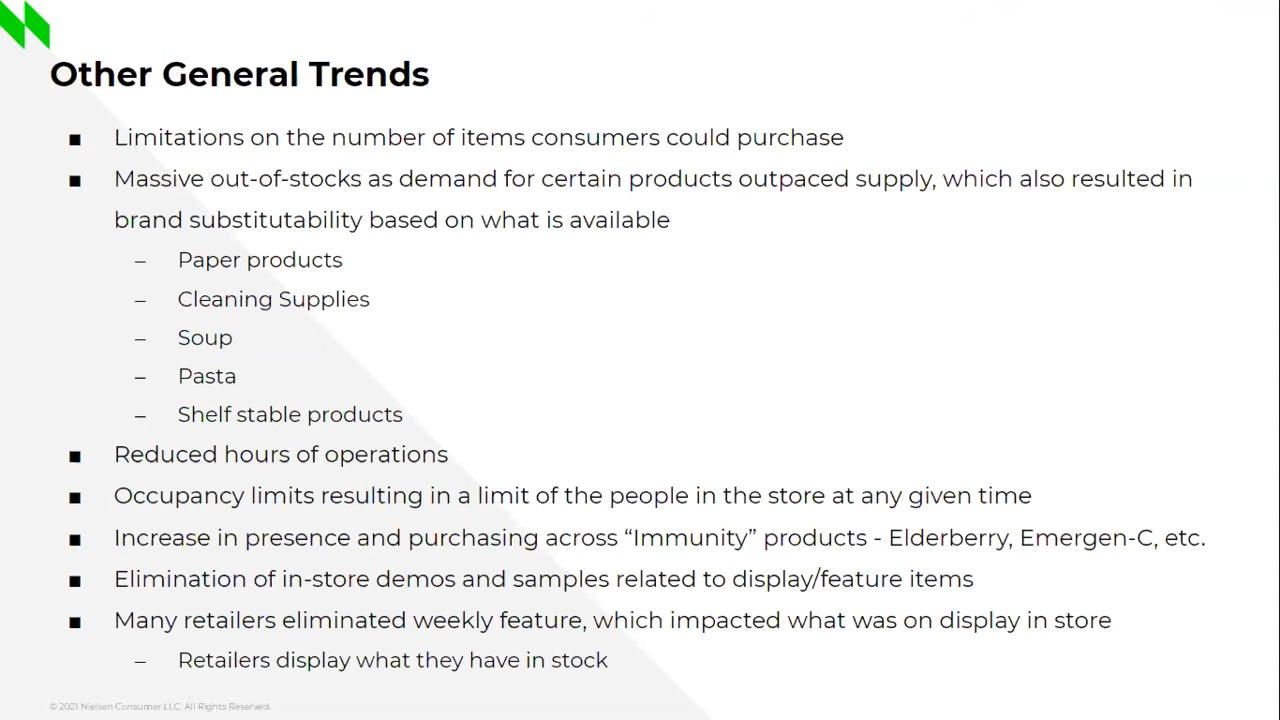 Other General Trends
■ Limitations on the number of items consumers could purchase
■ Massive out-of-stocks as demand for certain products outpaced supply, which also resulted in
brand substitutability based on what is available
– Paper products
– Cleaning Supplies
– Soup
– Pasta
– Shelf stable products
■ Reduced hours of operations
■ Occupancy limits resulting in a limit of the people in the store at any given time
■ Increase in presence and purchasing across “Immunity” products - Elderberry, Emergen-C, etc.
■ Elimination of in-store demos and samples related to display/feature items
■ Many retailers eliminated weekly feature, which impacted what was on display in store
– Retailers display what they have in stock
© 2021 Nielsen Consumer LLC. All Rights Reserved.